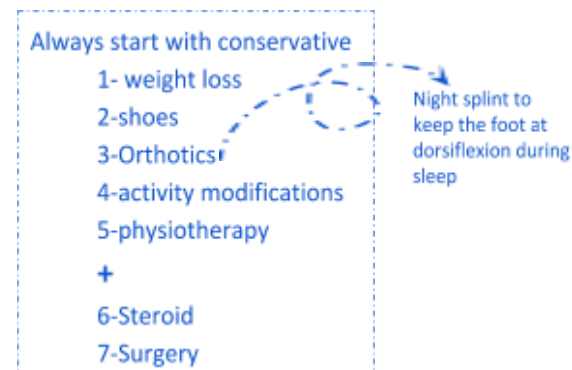 Always start with conservative
1- weight loss
2-shoes
3-Orthotics
4-activity modifications
5-physiotherapy
+
6-Steroid
7-Surgery
Night splint to
keep the foot at
dorsiflexion during
sleep